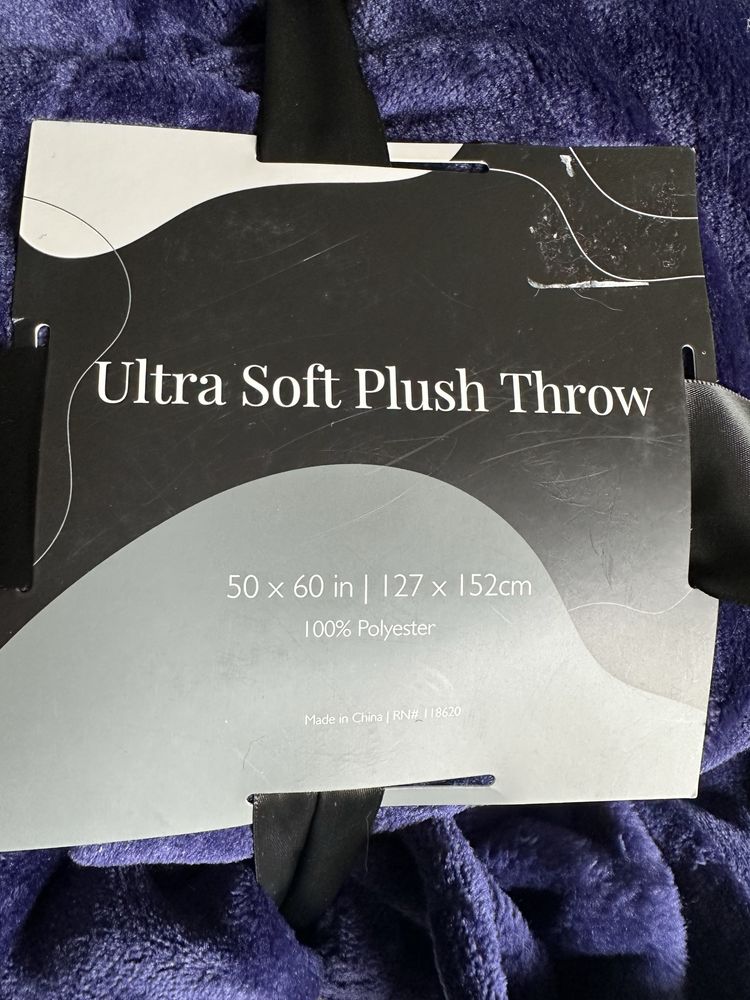 Ultra Soft Plush Throw
50 x 60 in | 127 x 152cm
100% Polyester
Made in China | RN# 118620